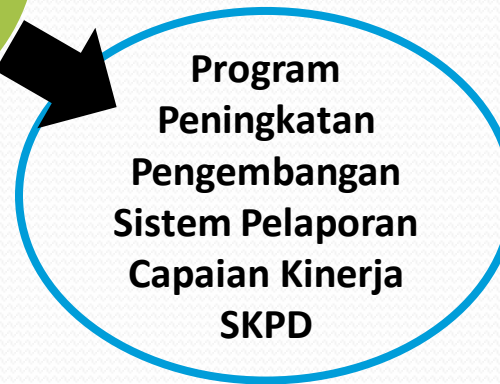 Program
Peningkatan
Pengembangan
Sistem Pelaporan
Capaian Kinerja
SKPD